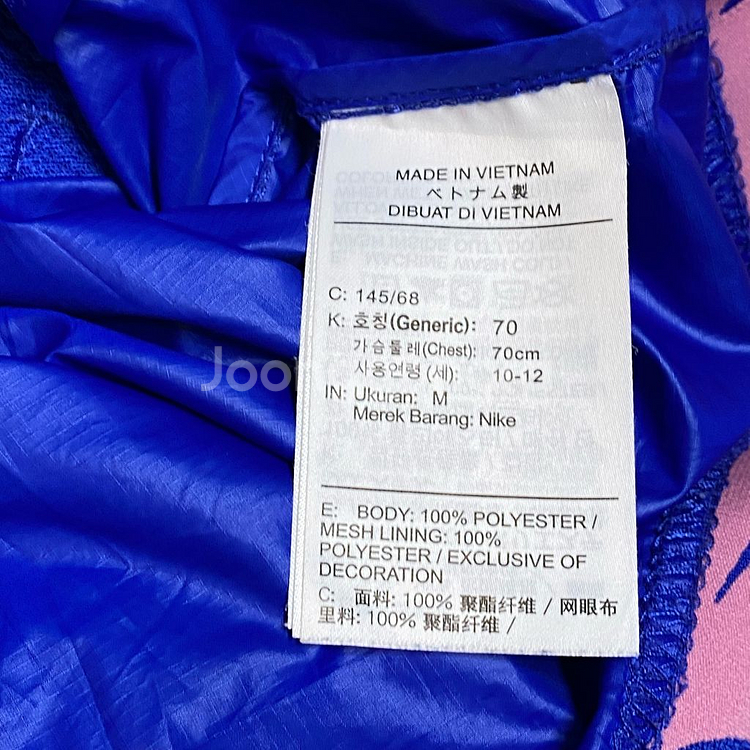 MADE IN VIETNAM
ベトナム製
DIBUAT DI VIETNAM
C: 145/68
K: 호칭(Generic): 70
가슴둘레(Chest): 70cm
사용연령 (세): 10-12
IN: Ukuran: M
Merek Barang: Nike
E: BODY: 100% POLYESTER /
MESH LINING: 100%
POLYESTER / EXCLUSIVE OF
DECORATION
C: 面料: 100% 聚酯纤维 / 网眼布
里料: 100% 聚酯纤维 /